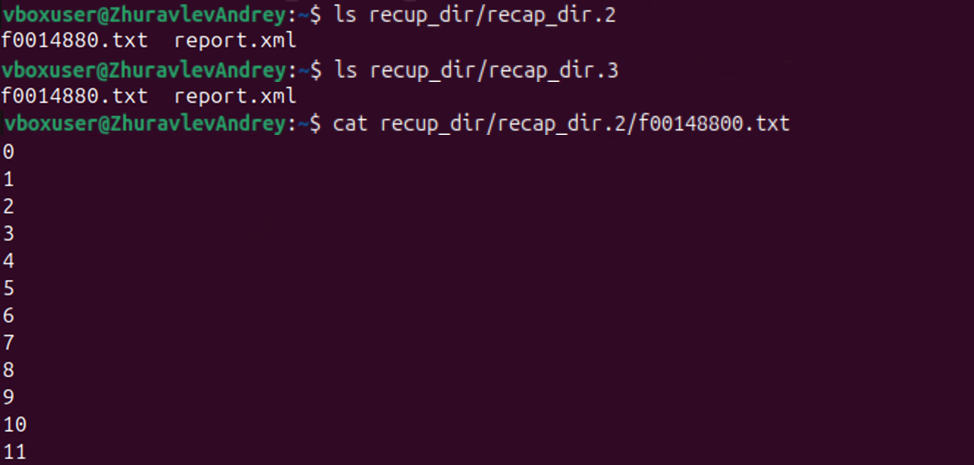 vboxuser@ZhuravlevAndrey:~$ ls recup_dir/recap_dir.2
f0014880.txt  report.xml
vboxuser@ZhuravlevAndrey:~$ ls recup_dir/recap_dir.3
f0014880.txt  report.xml
vboxuser@ZhuravlevAndrey:~$ cat recup_dir/recap_dir.2/f00148800.txt
0
1
2
3
4
5
6
7
8
9
10
11